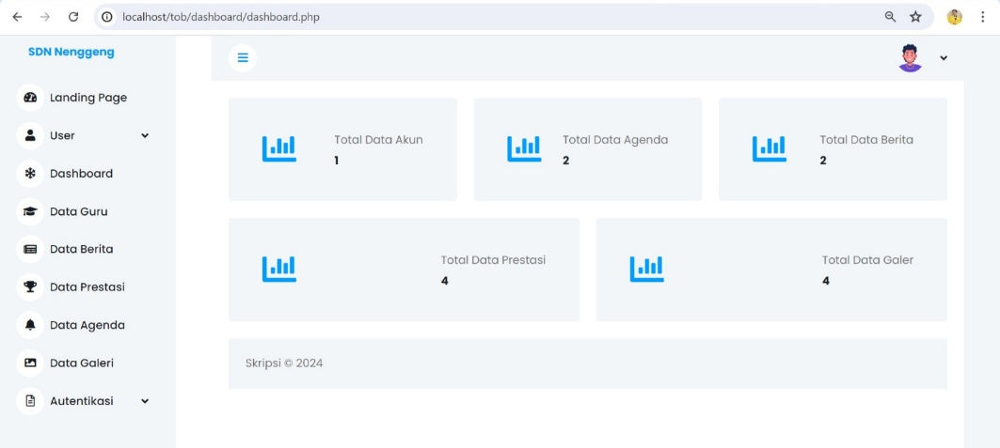 localhost/tob/dashboard/dashboard.php
SDN Nenggeng
Landing Page
User
Dashboard
Data Guru
Data Berita
Data Prestasi
Data Agenda
Data Galeri
Autentikasi
Total Data Akun
1
Total Data Agenda
2
Total Data Berita
2
Total Data Prestasi
4
Total Data Galer
4
Skripsi © 2024